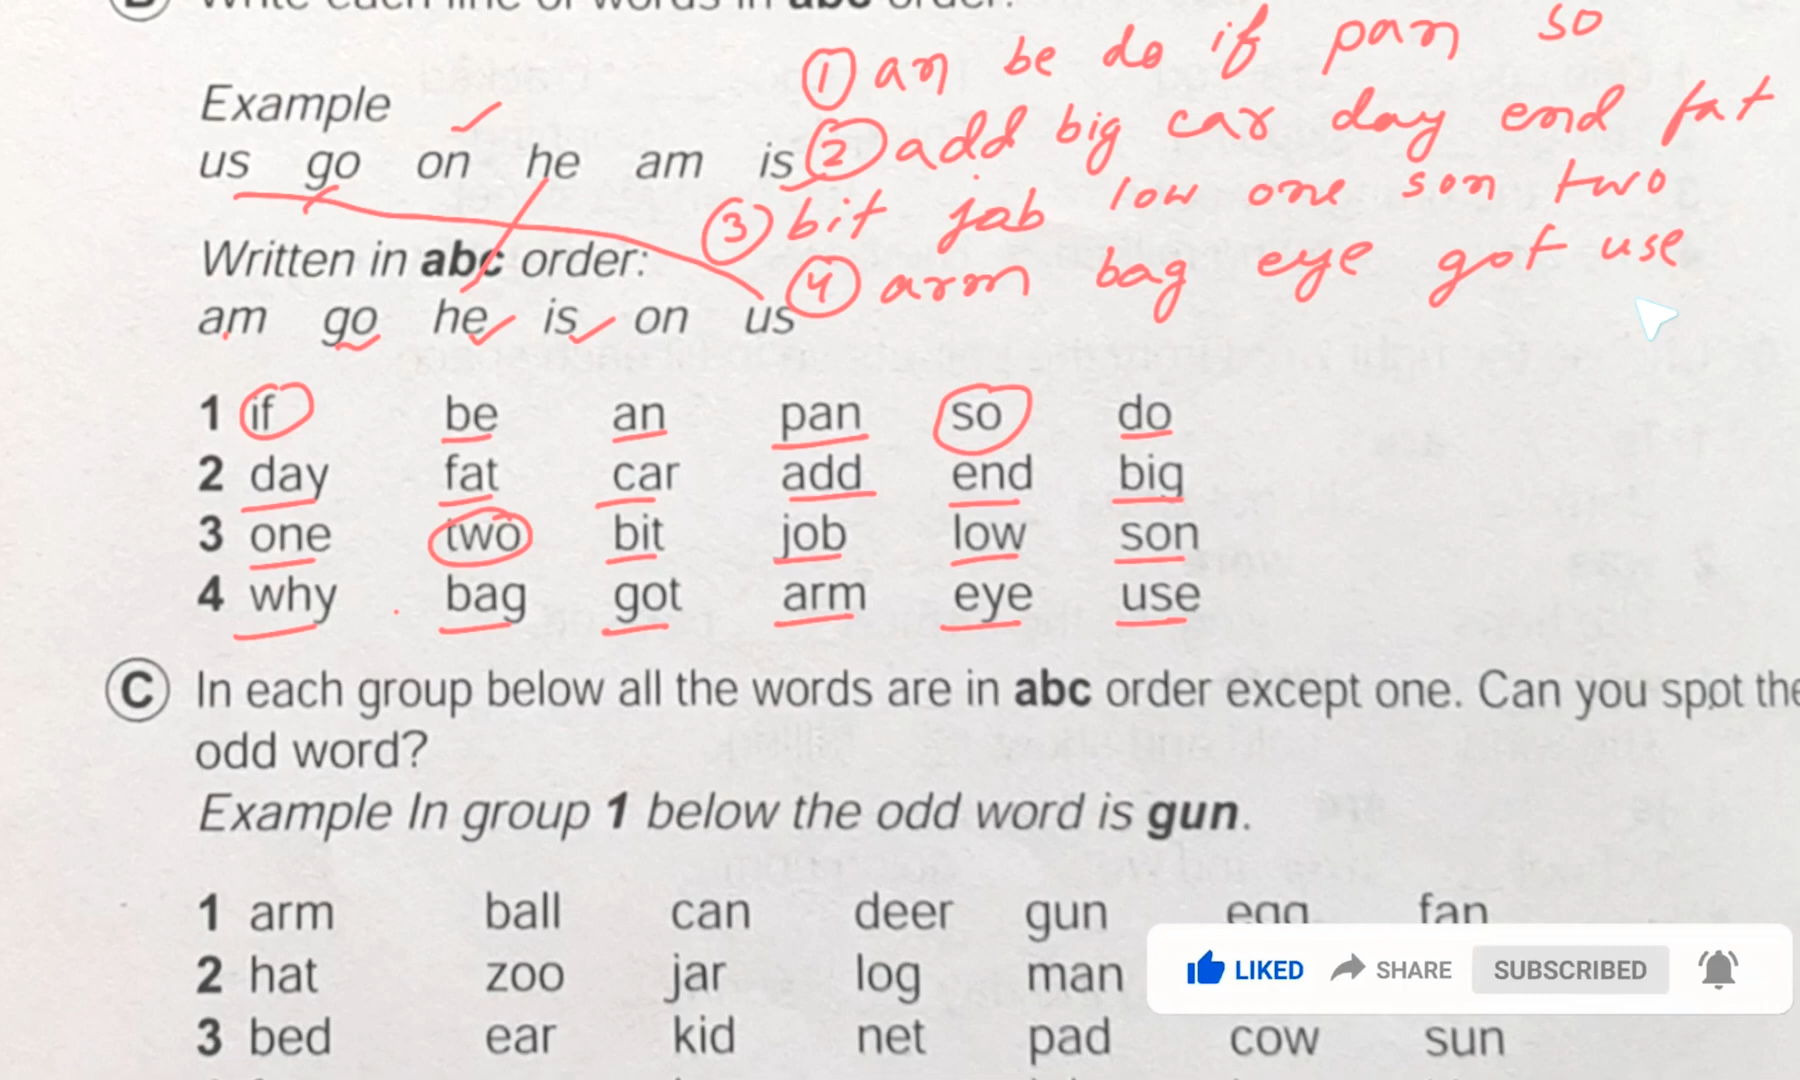 B Write each line of words in abc order.
① an be do if pan so
Example
② add big car day end fat
us go on he am is
③ bit job low one son two
Written in abc order:
④ arm bag eye got use
am go he is on us
1 if be an pan so do
2 day fat car add end big
3 one two bit job low son
4 why bag got arm eye use
C In each group below all the words are in abc order except one. Can you spot the
odd word?
Example In group 1 below the odd word is gun.
1 arm ball can deer gun egg fan
2 hat zoo jar log man
LIKED SHARE SUBSCRIBED
3 bed ear kid net pad cow sun